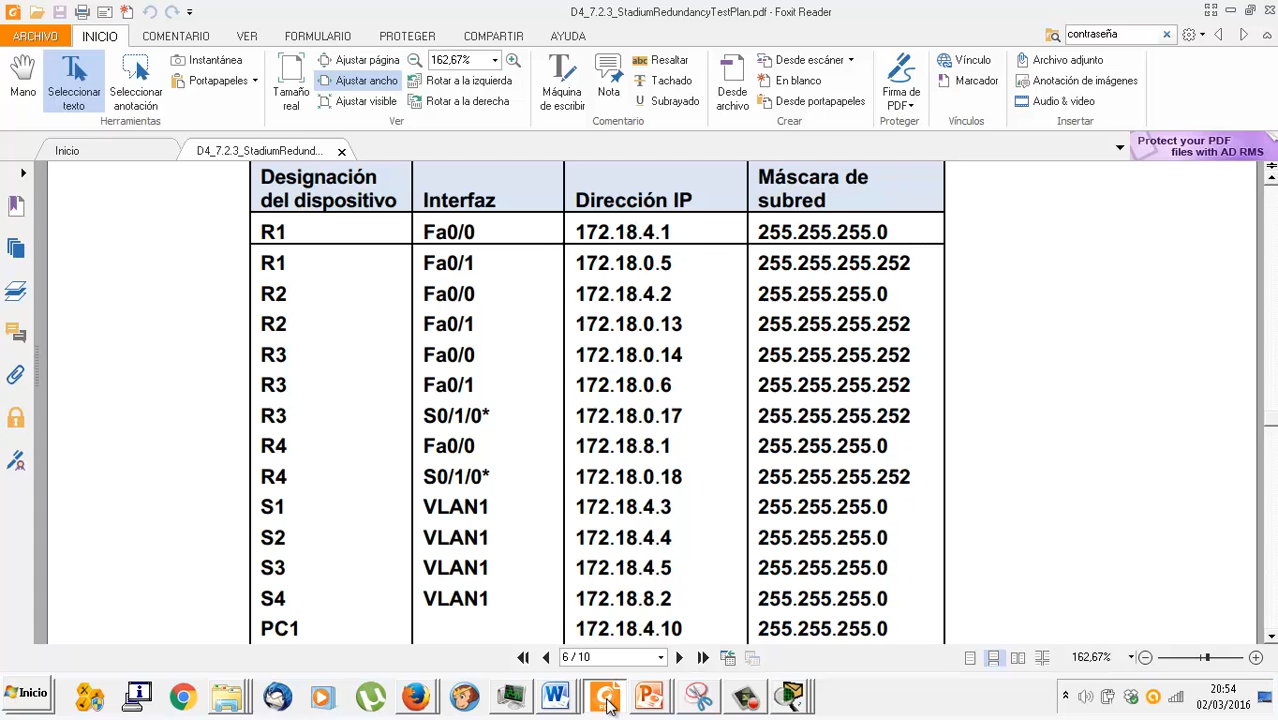 D4_7.2.3_StadiumRedundancyTestPlan.pdf - Foxit Reader
ARCHIVO INICIO COMENTARIO VER FORMULARIO PROTEGER COMPARTIR AYUDA
contraseña
Mano
Seleccionar texto
Seleccionar anotación
Instantánea
Portapapeles
Herramientas
Tamaño real
Ajustar página
Ajustar ancho
Ajustar visible
162,67%
Rotar a la izquierda
Rotar a la derecha
Ver
Máquina de escribir
Nota
abc Resaltar
T Tachado
U Subrayado
Comentario
Desde archivo
Desde escáner
En blanco
Desde portapapeles
Crear
Firma de PDF
Proteger
Vínculo
Marcador
Vínculos
Archivo adjunto
Anotación de imágenes
Audio & video
Insertar
Inicio
D4_7.2.3_StadiumRedund...
Protect your PDF
files with AD RMS
Designación del dispositivo Interfaz Dirección IP Máscara de subred
R1 Fa0/0 172.18.4.1 255.255.255.0
R1 Fa0/1 172.18.0.5 255.255.255.252
R2 Fa0/0 172.18.4.2 255.255.255.0
R2 Fa0/1 172.18.0.13 255.255.255.252
R3 Fa0/0 172.18.0.14 255.255.255.252
R3 Fa0/1 172.18.0.6 255.255.255.252
R3 S0/1/0* 172.18.0.17 255.255.255.252
R4 Fa0/0 172.18.8.1 255.255.255.0
R4 S0/1/0* 172.18.0.18 255.255.255.252
S1 VLAN1 172.18.4.3 255.255.255.0
S2 VLAN1 172.18.4.4 255.255.255.0
S3 VLAN1 172.18.4.5 255.255.255.0
S4 VLAN1 172.18.8.2 255.255.255.0
PC1 172.18.4.10 255.255.255.0
6 / 10
162,67%
Inicio
20:54
02/03/2016